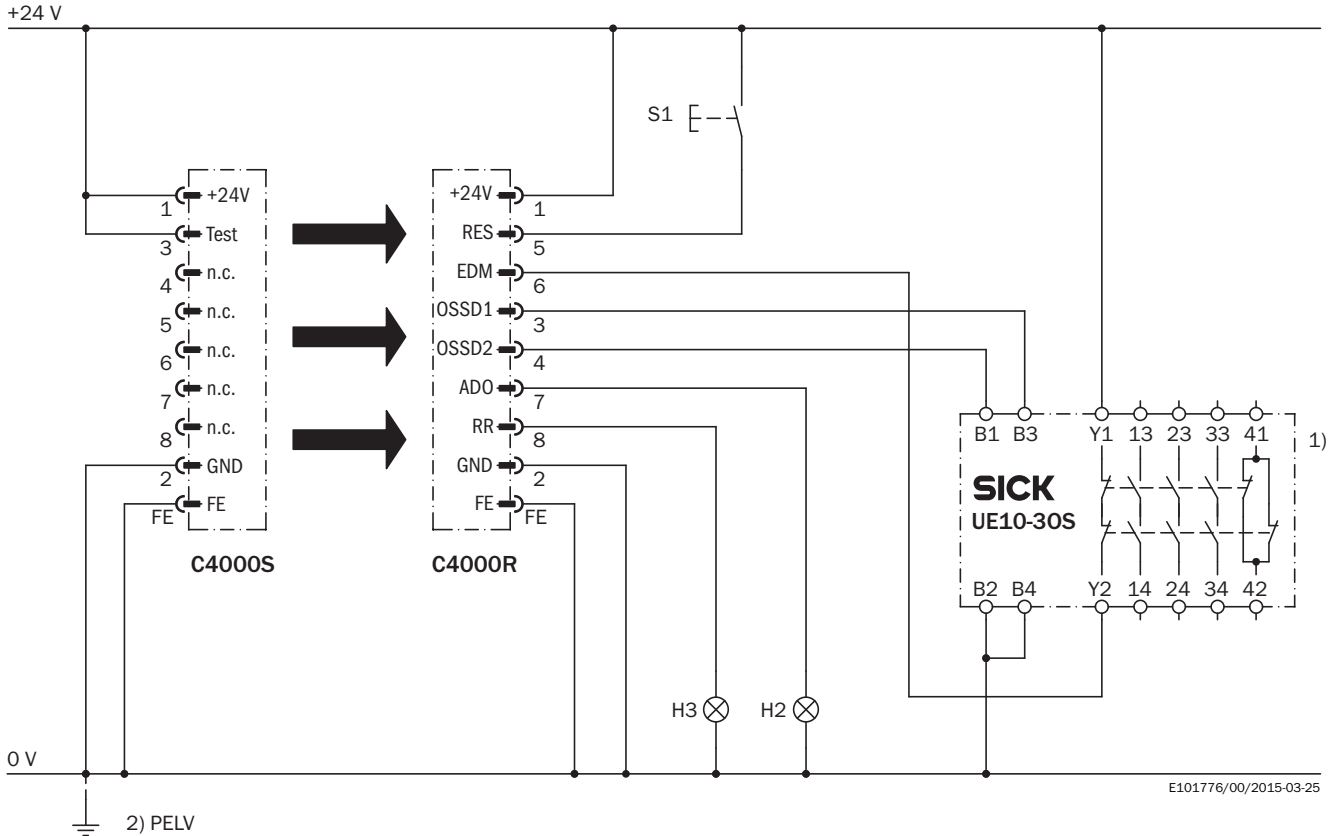 +24 V
S1
+24V
1
Test
3
n.c.
4
n.c.
5
n.c.
6
n.c.
7
n.c.
8
GND
2
FE
FE
C4000S
+24V
1
RES
5
EDM
6
OSSD1
3
OSSD2
4
ADO
7
RR
8
GND
2
FE
FE
C4000R
B1 B3 Y1 13 23 33 41
1)
SICK
UE10-30S
B2 B4 Y2 14 24 34 42
H3
H2
0 V
E101776/00/2015-03-25
2) PELV